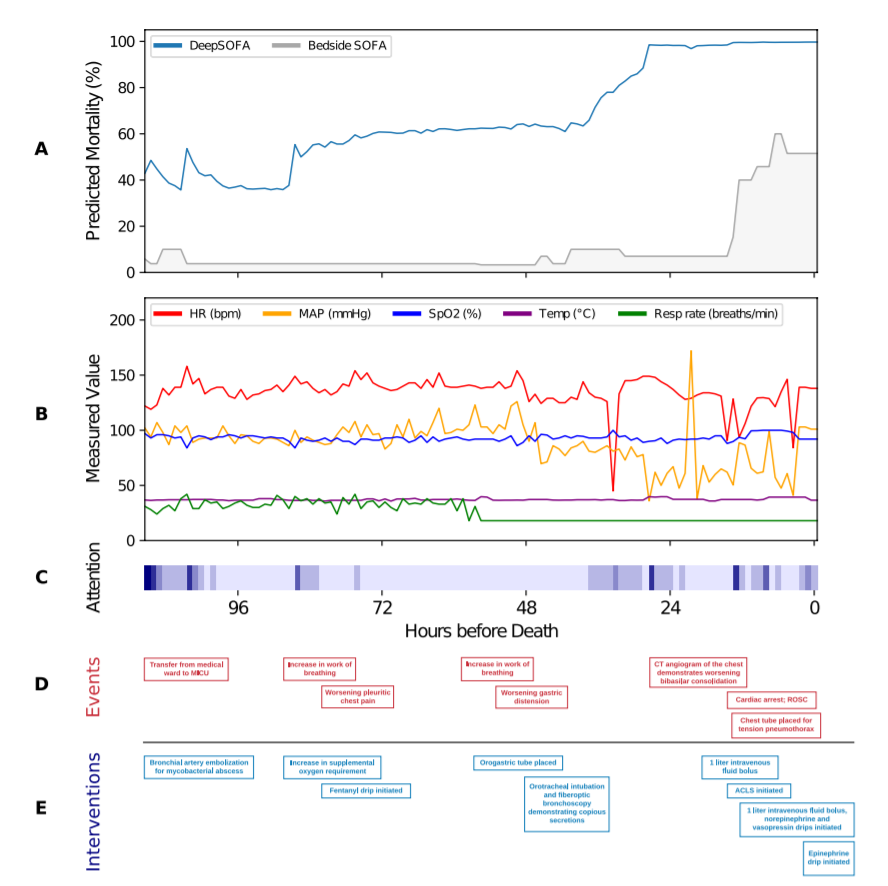 A
Predicted Mortality (%)
100
80
60
40
20
0
DeepSOFA
Bedside SOFA
B
Measured Value
200
150
100
50
0
HR (bpm)
MAP (mmHg)
SpO2 (%)
Temp (°C)
Resp rate (breaths/min)
C
Attention
96
72
48
24
0
Hours before Death
D
Events
Transfer from medical
ward to MICU
Increase in work of
breathing
Worsening pleuritic
chest pain
Increase in work of
breathing
Worsening gastric
distension
CT angiogram of the chest
demonstrates worsening
bibasilar consolidation
Cardiac arrest; ROSC
Chest tube placed for
tension pneumothorax
E
Interventions
Bronchial artery embolization
for mycobacterial abscess
Increase in supplemental
oxygen requirement
Fentanyl drip initiated
Orogastric tube placed
Orotracheal intubation
and fiberoptic
bronchoscopy
demonstrating copious
secretions
1 liter intravenous
fluid bolus
ACLS initiated
1 liter intravenous fluid bolus,
norepinephrine and
vasopressin drips initiated
Epinephrine
drip initiated